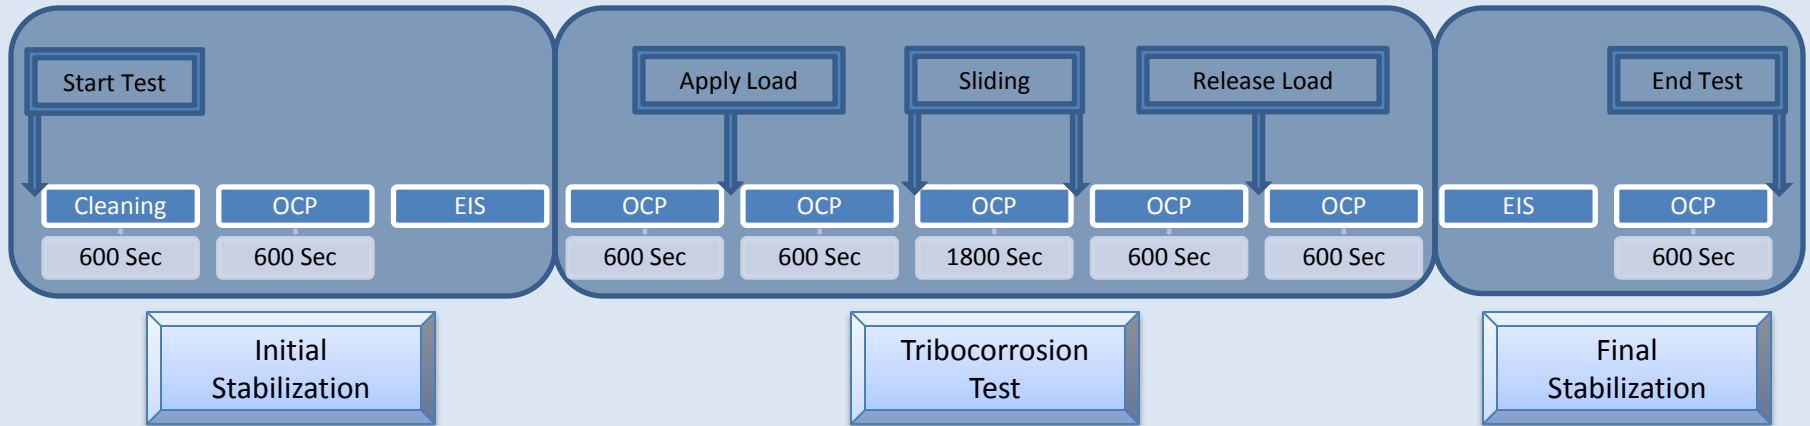 Start Test
Apply Load
Sliding
Release Load
End Test
Cleaning
OCP
EIS
OCP
OCP
OCP
OCP
OCP
EIS
OCP
600 Sec
600 Sec
600 Sec
600 Sec
1800 Sec
600 Sec
600 Sec
600 Sec
Initial
Stabilization
Tribocorrosion
Test
Final
Stabilization